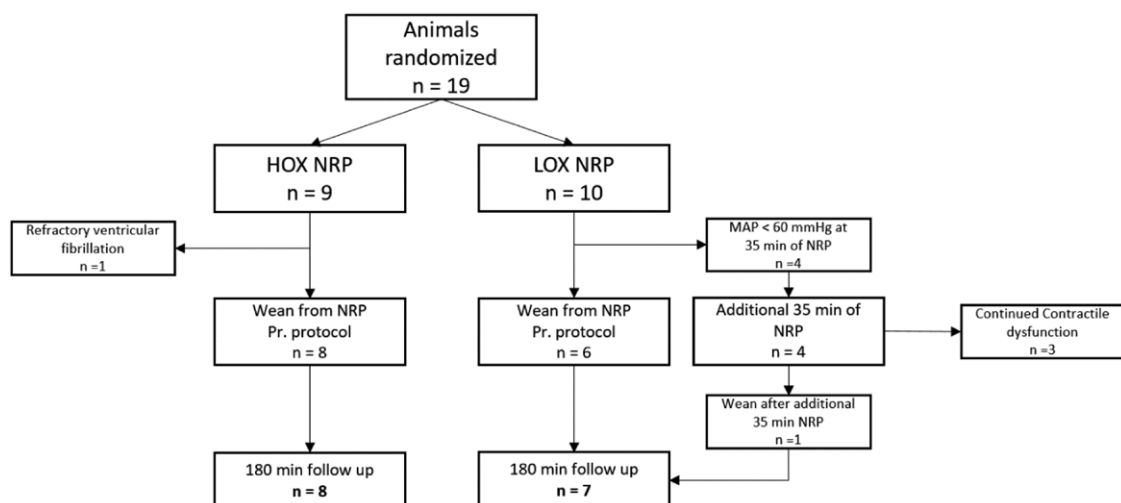 Animals
randomized
n = 19
HOX NRP
n = 9
LOX NRP
n = 10
Refractory ventricular
fibrillation
n =1
MAP < 60 mmHg at
35 min of NRP
n =4
Wean from NRP
Pr. protocol
n = 8
Wean from NRP
Pr. protocol
n = 6
Additional 35 min of
NRP
n = 4
Continued Contractile
dysfunction
n =3
Wean after additional
35 min NRP
n =1
180 min follow up
n = 8
180 min follow up
n = 7